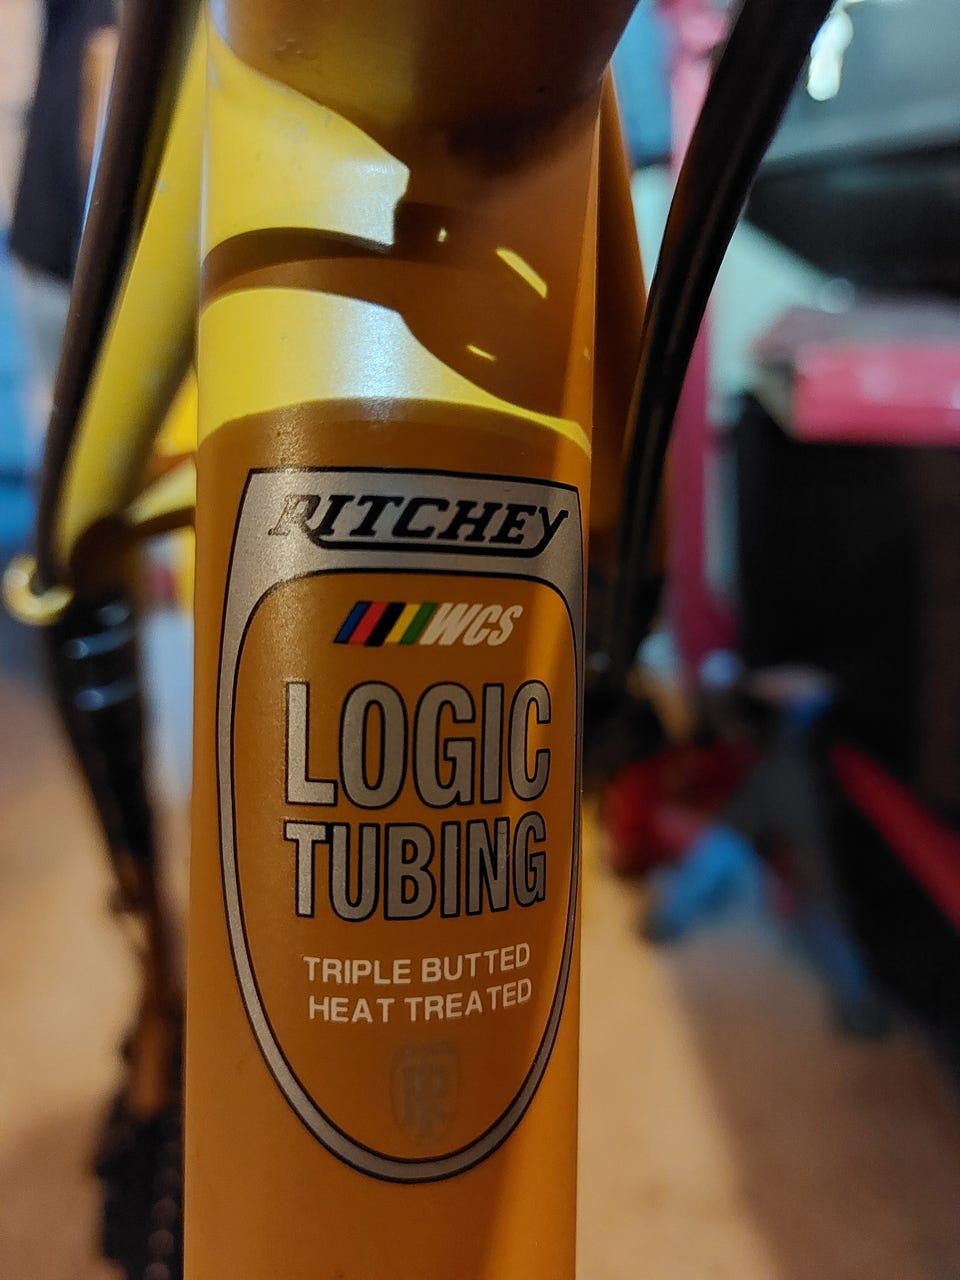 RITCHEY
WCS
LOGIC
TUBING
TRIPLE BUTTED
HEAT TREATED